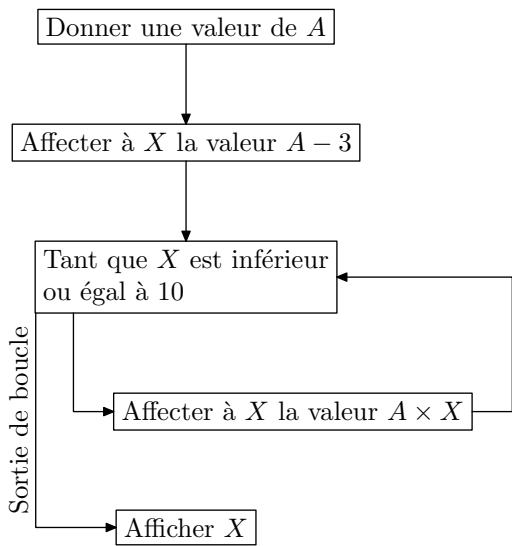 Donner une valeur de A
Affecter à X la valeur A − 3
Tant que X est inférieur
ou égal à 10
Affecter à X la valeur A × X
Sortie de boucle
Afficher X